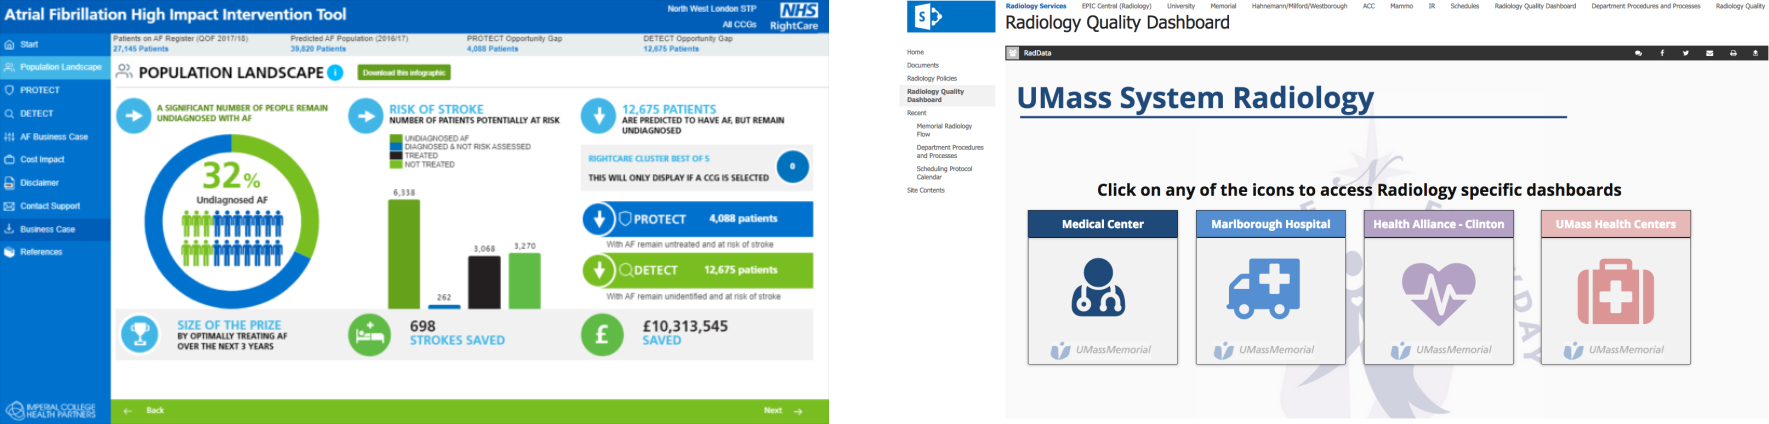 Atrial Fibrillation High Impact Intervention Tool
North West London STP
All CCGs
NHS
RightCare
Start
Population Landscape
PROTECT
DETECT
AF Business Case
Cost Impact
Disclaimer
Contact Support
Business Case
References
IMPERIAL COLLEGE
HEALTH PARTNERS
Patients on AF Register (QOF 2017/18)
27,145 Patients
Predicted AF Population (2016/17)
39,820 Patients
PROTECT Opportunity Gap
4,088 Patients
DETECT Opportunity Gap
12,675 Patients
POPULATION LANDSCAPE
i
Download this infographic
A SIGNIFICANT NUMBER OF PEOPLE REMAIN
UNDIAGNOSED WITH AF
32%
Undiagnosed AF
RISK OF STROKE
NUMBER OF PATIENTS POTENTIALLY AT RISK
UNDIAGNOSED AF
DIAGNOSED & NOT RISK ASSESSED
TREATED
NOT TREATED
6,338
262
3,068
3,270
12,675 PATIENTS
ARE PREDICTED TO HAVE AF, BUT REMAIN
UNDIAGNOSED
RIGHTCARE CLUSTER BEST OF 5
THIS WILL ONLY DISPLAY IF A CCG IS SELECTED
0
PROTECT 4,088 patients
With AF remain untreated and at risk of stroke
DETECT 12,675 patients
With AF remain unidentified and at risk of stroke
SIZE OF THE PRIZE
BY OPTIMALLY TREATING AF
OVER THE NEXT 3 YEARS
698
STROKES SAVED
£
£10,313,545
SAVED
Back
Next
S
Radiology Services EPIC Central (Radiology) University Memorial Hahnemann/Milford/Westborough ACC Mammo IR Schedules Radiology Quality Dashboard Department Procedures and Processes Radiology Quality
Radiology Quality Dashboard
Home
Documents
Radiology Policies
Radiology Quality
Dashboard
Recent
Memorial Radiology
Flow
Department Procedures
and Processes
Scheduling Protocol
Calendar
Site Contents
RadData
UMass System Radiology
Click on any of the icons to access Radiology specific dashboards
Medical Center
UMassMemorial
Marlborough Hospital
UMassMemorial
Health Alliance - Clinton
UMassMemorial
UMass Health Centers
UMassMemorial